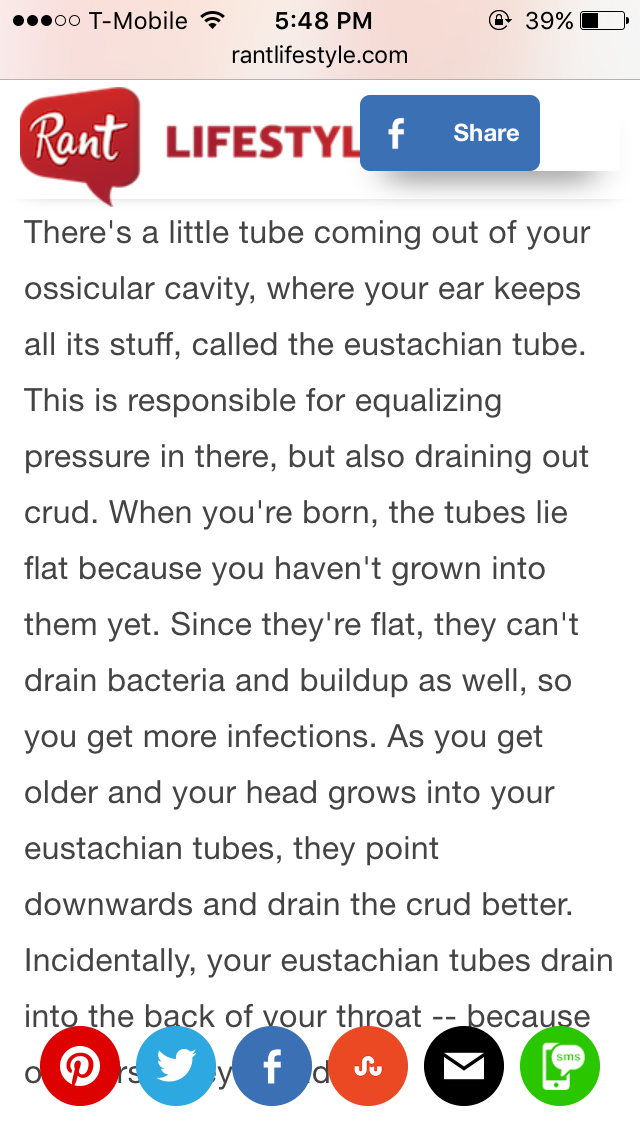 T-Mobile 5:48 PM 39%
rantlifestyle.com
Rant LIFESTYL f Share
There's a little tube coming out of your
ossicular cavity, where your ear keeps
all its stuff, called the eustachian tube.
This is responsible for equalizing
pressure in there, but also draining out
crud. When you're born, the tubes lie
flat because you haven't grown into
them yet. Since they're flat, they can't
drain bacteria and buildup as well, so
you get more infections. As you get
older and your head grows into your
eustachian tubes, they point
downwards and drain the crud better.
Incidentally, your eustachian tubes drain
into the back of your throat -- because
f sms